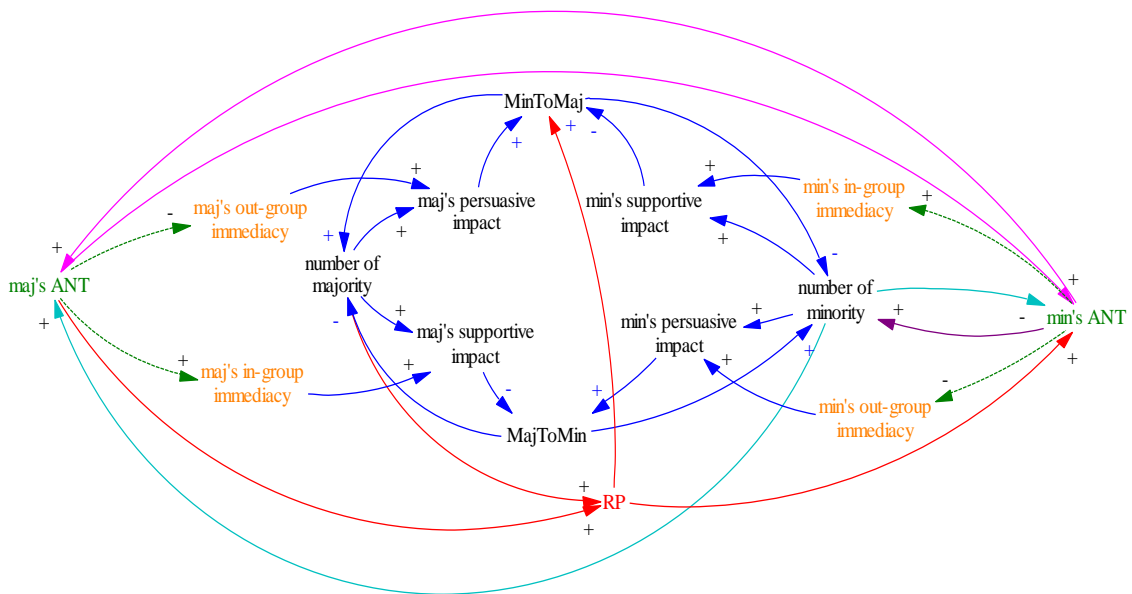 MinToMaj
+
-
+
+
+
maj's persuasive
impact
min's supportive
impact
min's in-group
immediacy
+
-
maj's out-group
immediacy
+
+
+
+
-
+
maj's ANT
number of
majority
number of
minority
min's ANT
+
-
+
maj's supportive
impact
min's persuasive
impact
+
+
-
+
+
+
+
+
maj's in-group
immediacy
-
+
-
min's out-group
immediacy
MajToMin
+
RP
+